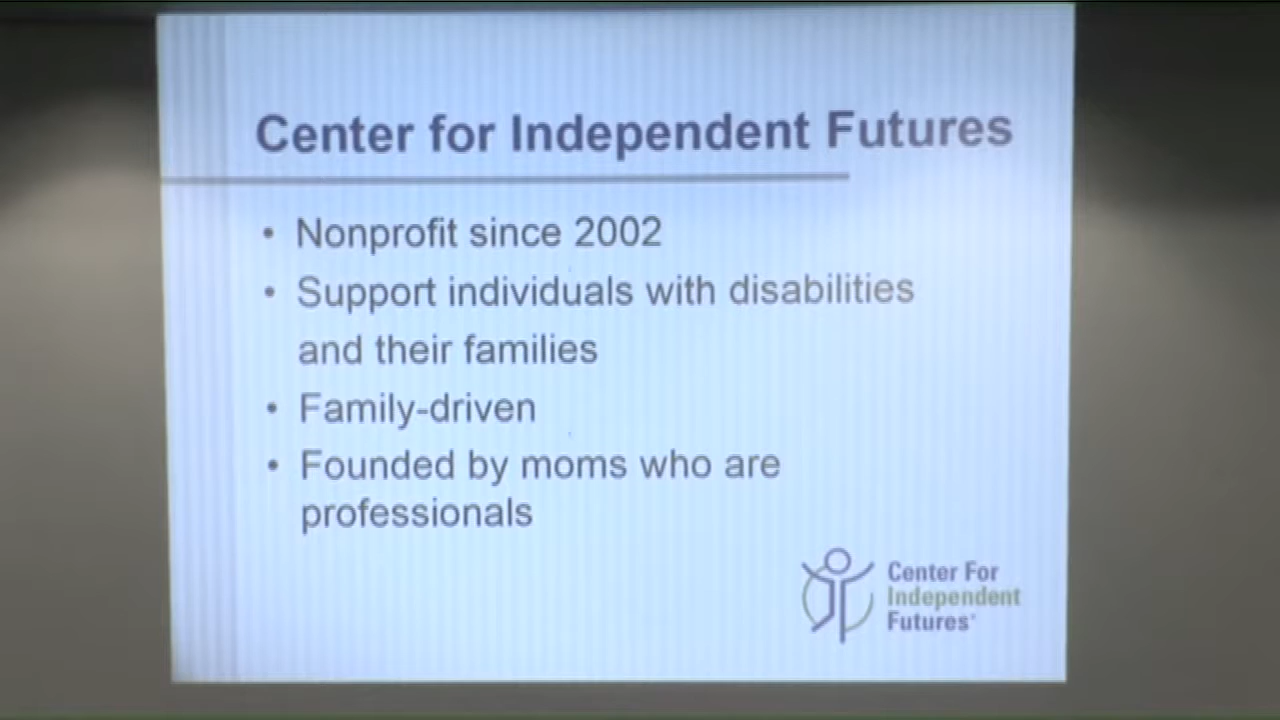 Center for Independent Futures
• Nonprofit since 2002
• Support individuals with disabilities
and their families
• Family-driven
• Founded by moms who are
professionals
Center For
Independent
Futures